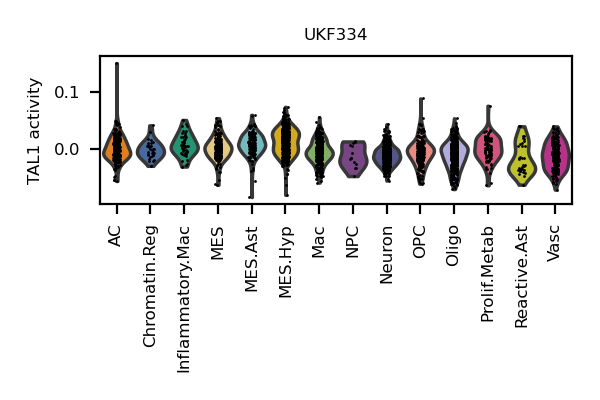 UKF334
TAL1 activity
0.1
0.0
AC
Chromatin.Reg
Inflammatory.Mac
MES
MES.Ast
MES.Hyp
Mac
NPC
Neuron
OPC
Oligo
Prolif.Metab
Reactive.Ast
Vasc